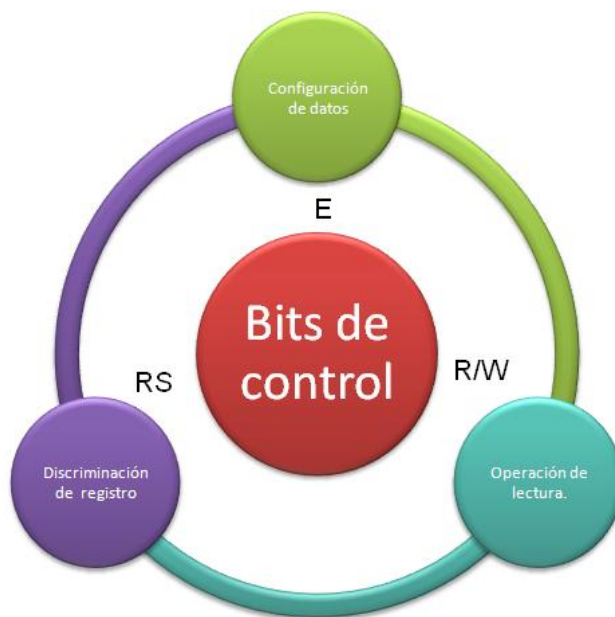 Configuración
de datos
E
Bits de
control
RS
R/W
Discriminación
de registro
Operación de
lectura.